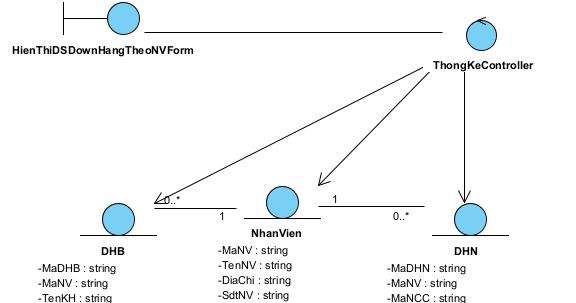 HienThiDSDownHangTheoNVForm
ThongKeController
0..*
1
1
0..*
DHB
-MaDHB : string
-MaNV : string
-TenKH : string
NhanVien
-MaNV : string
-TenNV : string
-DiaChi : string
-SdtNV : string
DHN
-MaDHN : string
-MaNV : string
-MaNCC : string